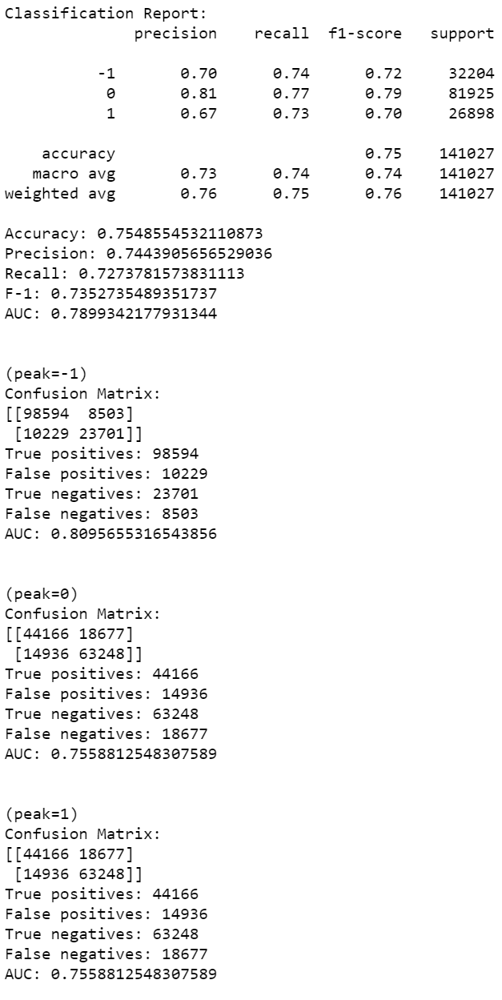 Classification Report:
precision recall f1-score support
-1 0.70 0.74 0.72 32204
0 0.81 0.77 0.79 81925
1 0.67 0.73 0.70 26898
accuracy 0.75 141027
macro avg 0.73 0.74 0.74 141027
weighted avg 0.76 0.75 0.76 141027
Accuracy: 0.7548554532110873
Precision: 0.7443905656529036
Recall: 0.7273781573831113
F-1: 0.7352735489351737
AUC: 0.7899342177931344
(peak=-1)
Confusion Matrix:
[[98594 8503]
[10229 23701]]
True positives: 98594
False positives: 10229
True negatives: 23701
False negatives: 8503
AUC: 0.8095655316543856
(peak=0)
Confusion Matrix:
[[44166 18677]
[14936 63248]]
True positives: 44166
False positives: 14936
True negatives: 63248
False negatives: 18677
AUC: 0.7558812548307589
(peak=1)
Confusion Matrix:
[[44166 18677]
[14936 63248]]
True positives: 44166
False positives: 14936
True negatives: 63248
False negatives: 18677
AUC: 0.7558812548307589